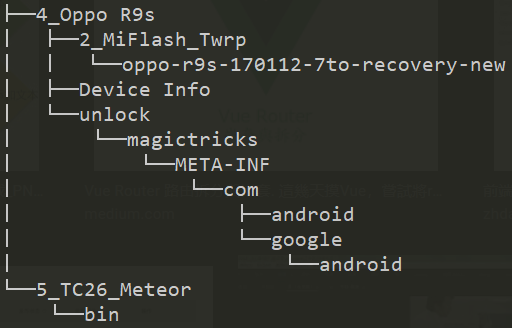 ├──4_Oppo R9s
│   ├──2_MiFlash_Twrp
│   │   └──oppo-r9s-170112-7to-recovery-new
│   ├──Device Info
│   └──unlock
│       └──magictricks
│           └──META-INF
│               └──com
│                   ├──android
│                   └──google
│                       └──android
└──5_TC26_Meteor
    └──bin